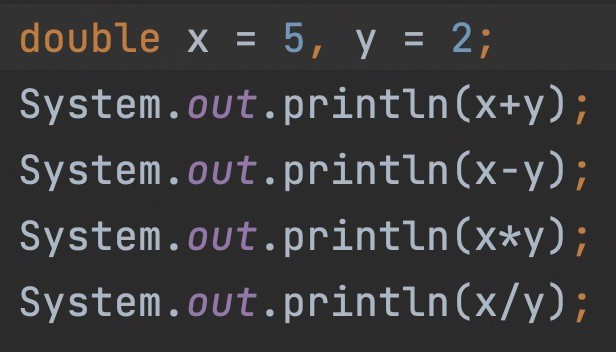 double x = 5, y = 2;
System.out.println(x+y);
System.out.println(x-y);
System.out.println(x*y);
System.out.println(x/y);